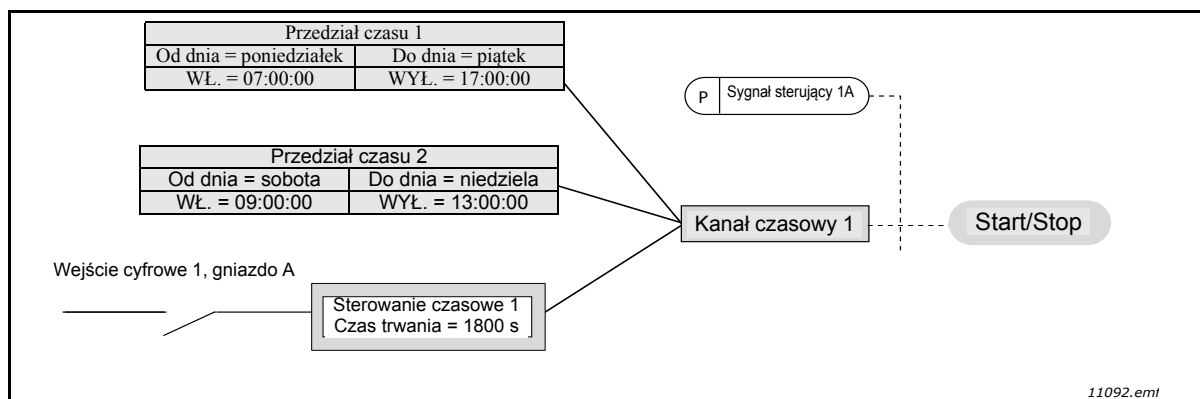 Przedział czasu 1
Od dnia = poniedziałek Do dnia = piątek
WŁ. = 07:00:00 WYŁ. = 17:00:00
P Sygnał sterujący 1A
Przedział czasu 2
Od dnia = sobota Do dnia = niedziela
WŁ. = 09:00:00 WYŁ. = 13:00:00
Kanał czasowy 1
Start/Stop
Wejście cyfrowe 1, gniazdo A
Sterowanie czasowe 1
Czas trwania = 1800 s
11092.emf